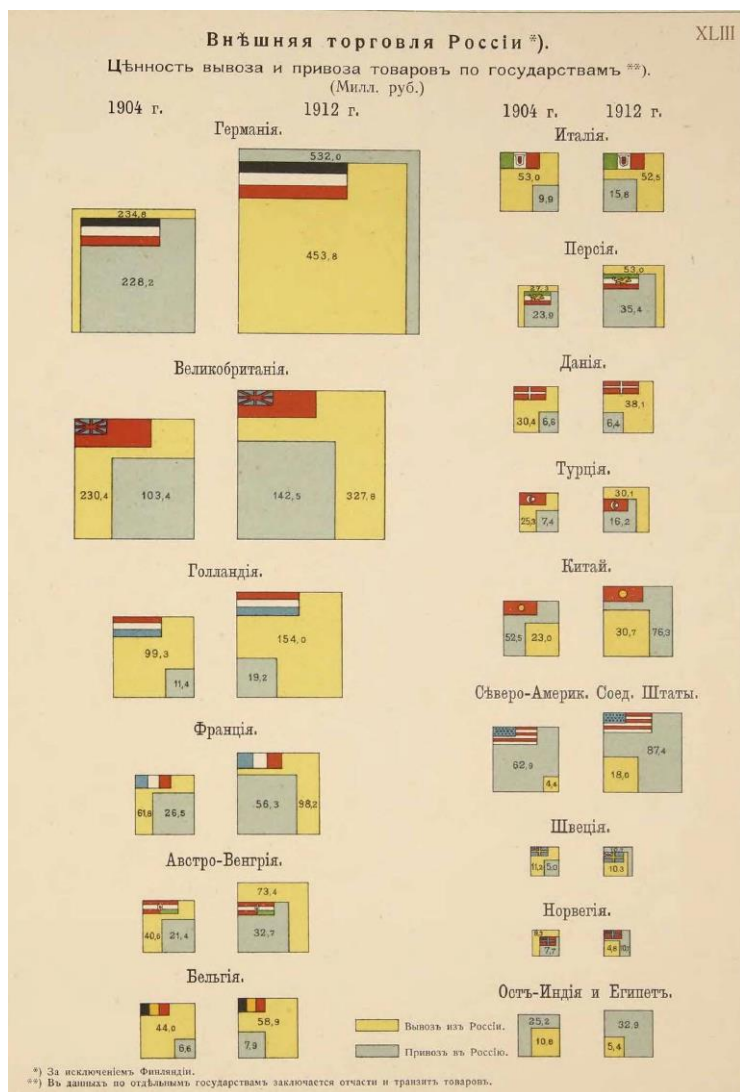 XLIII
Внѣшняя торговля Россіи *).
Цѣнность вывоза и привоза товаровъ по государствамъ **).
(Милл. руб.)
1904 г. 1912 г.
Германія.
234,8
228,2
532,0
453,8
Великобританія.
230,4 103,4
142,5 327,8
Голландія.
99,3
11,4
154,0
19,2
Франція.
61,8 26,5
56,3 98,2
Австро-Венгрія.
40,6 21,4
73,4
32,7
Бельгія.
44,0
6,6
58,9
7,9
1904 г. 1912 г.
Италія.
53,0
9,9
52,5
15,8
Персія.
27,3
23,9
53,0
35,4
Данія.
30,4 6,6
38,1
6,4
Турція.
25,3 7,4
30,1
16,2
Китай.
52,5 23,0
30,7 76,3
Сѣверо-Америк. Соед. Штаты.
62,9
4,4
87,4
18,0
Швеція.
11,2 5,0
10,3
Норвегія.
7,7
4,8
Остъ-Индія и Египетъ.
25,2
10,6
32,9
5,4
Вывозъ изъ Россіи.
Привозъ въ Россію.
*) За исключеніемъ Финляндіи.
**) Въ данныхъ по отдѣльнымъ государствамъ заключается отчасти и транзитъ товаровъ.